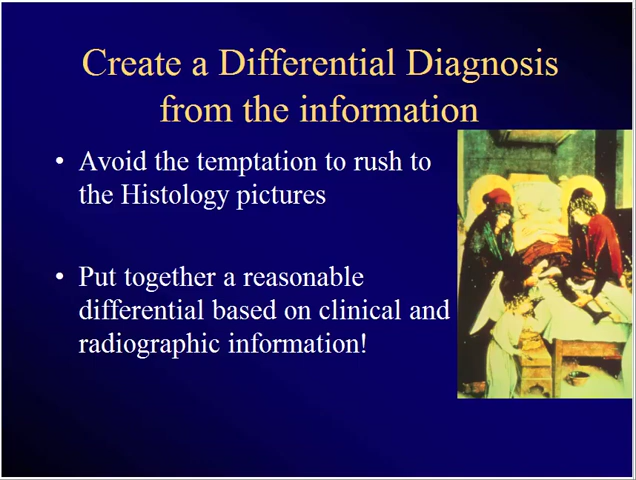 Create a Differential Diagnosis
from the information
• Avoid the temptation to rush to
the Histology pictures
• Put together a reasonable
differential based on clinical and
radiographic information!